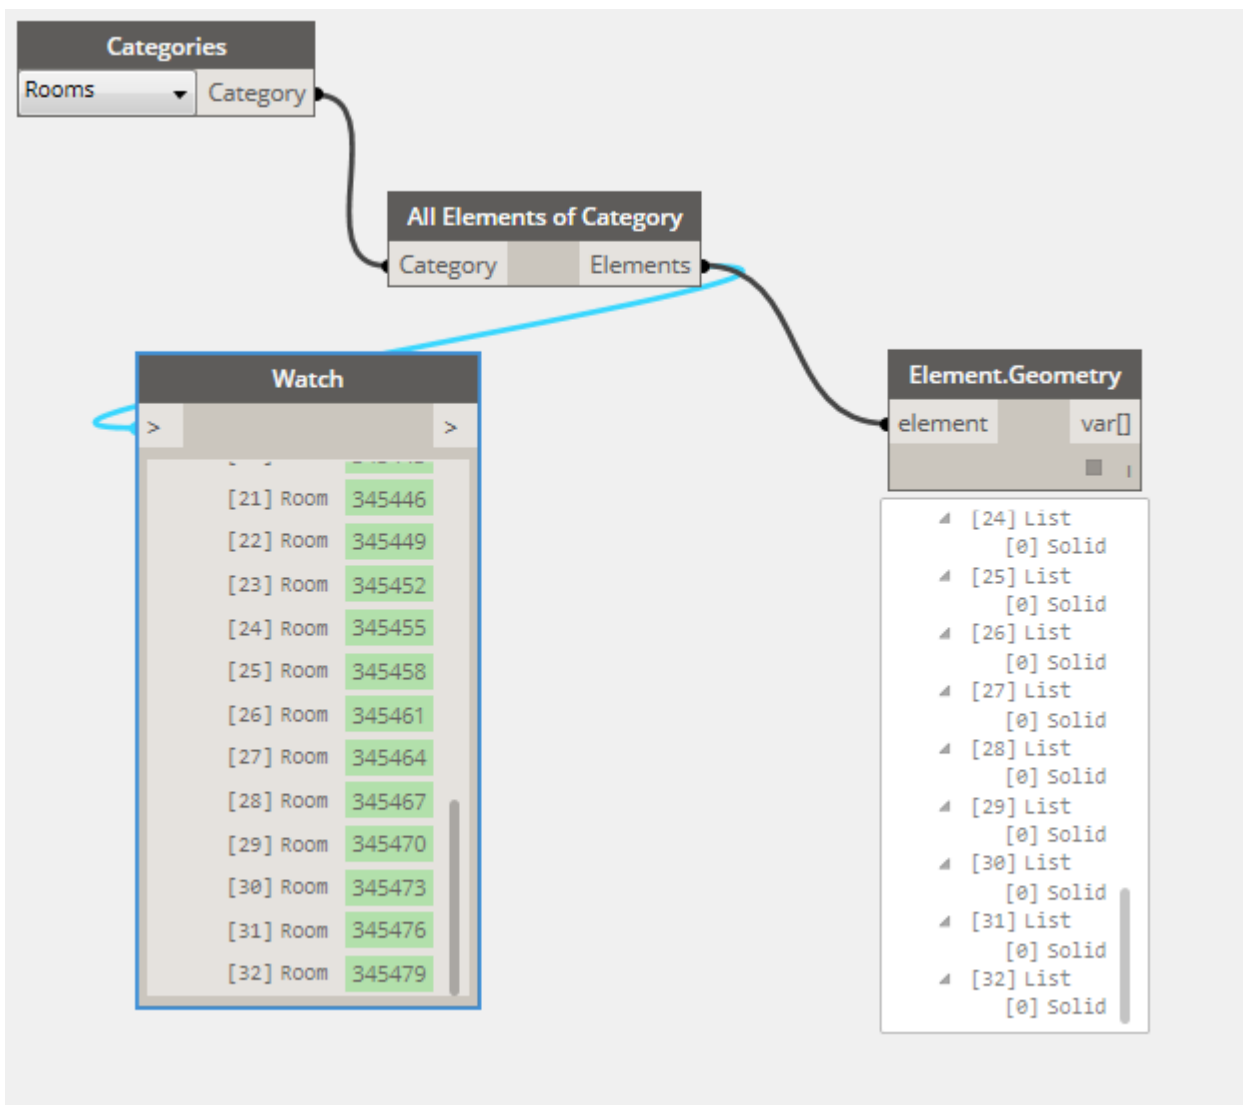 Categories
Rooms Category
All Elements of Category
Category Elements
Watch
> >
[21] Room 345446
[22] Room 345449
[23] Room 345452
[24] Room 345455
[25] Room 345458
[26] Room 345461
[27] Room 345464
[28] Room 345467
[29] Room 345470
[30] Room 345473
[31] Room 345476
[32] Room 345479
Element.Geometry
element var[]
[24] List
[0] Solid
[25] List
[0] Solid
[26] List
[0] Solid
[27] List
[0] Solid
[28] List
[0] Solid
[29] List
[0] Solid
[30] List
[0] Solid
[31] List
[0] Solid
[32] List
[0] Solid